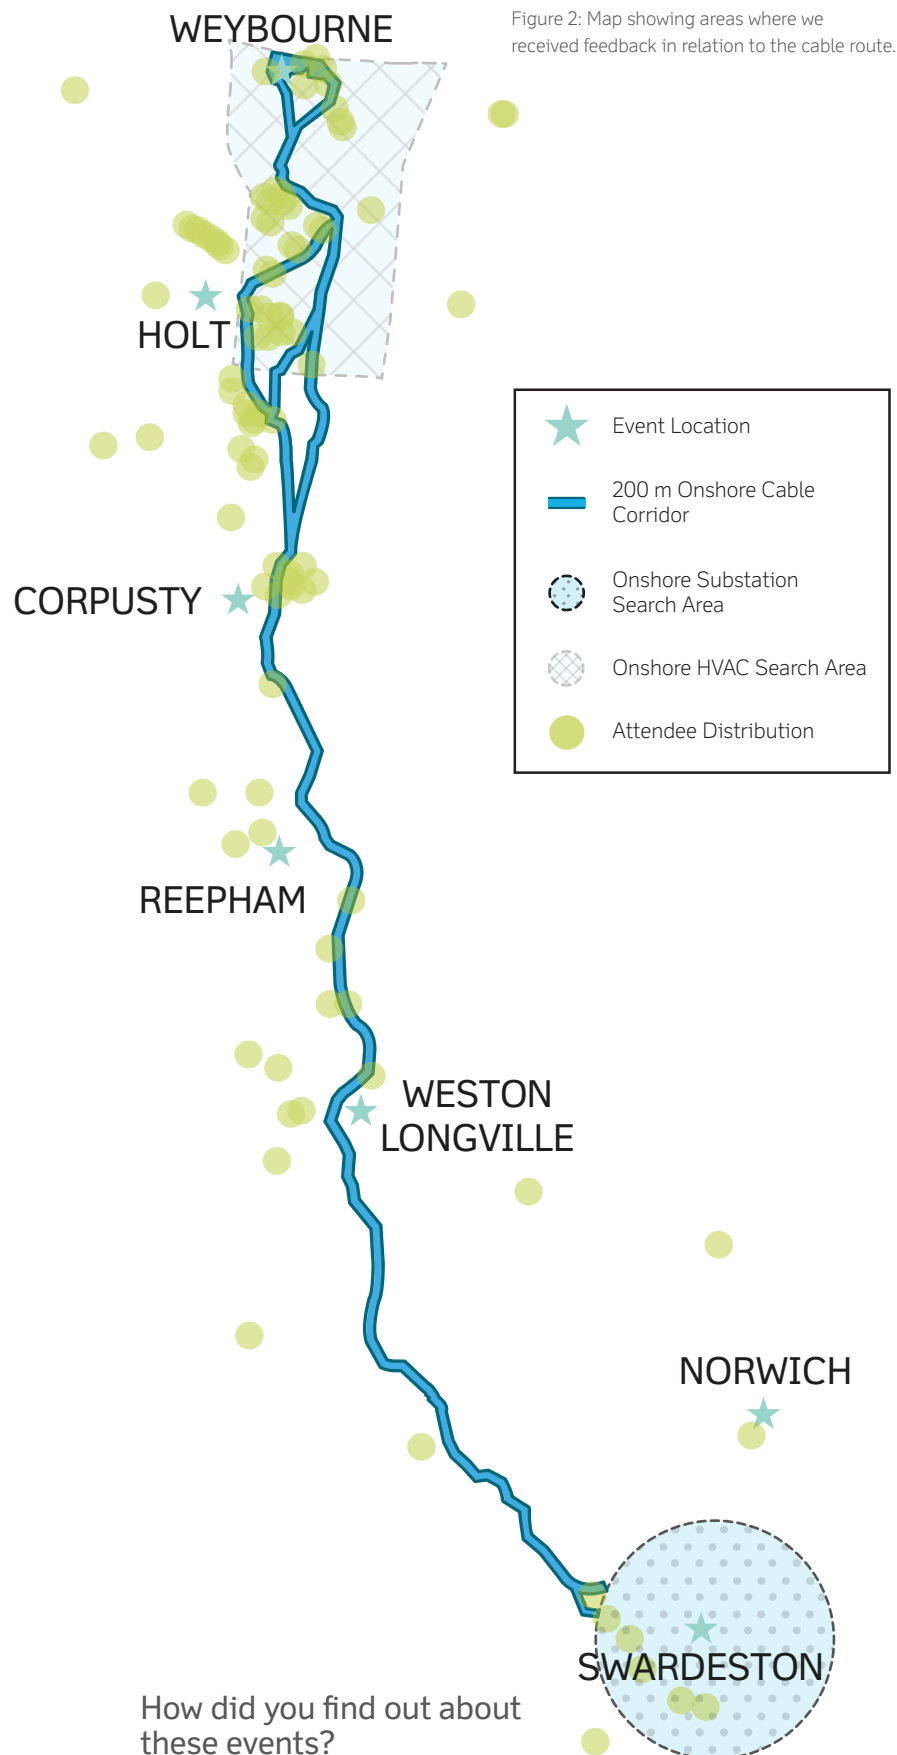 WEYBOURNE
Figure 2: Map showing areas where we
received feedback in relation to the cable route.
HOLT
Event Location
200 m Onshore Cable
Corridor
Onshore Substation
Search Area
Onshore HVAC Search Area
Attendee Distribution
CORPUSTY
REEPHAM
WESTON
LONGVILLE
NORWICH
SWARDESTON
How did you find out about
these events?